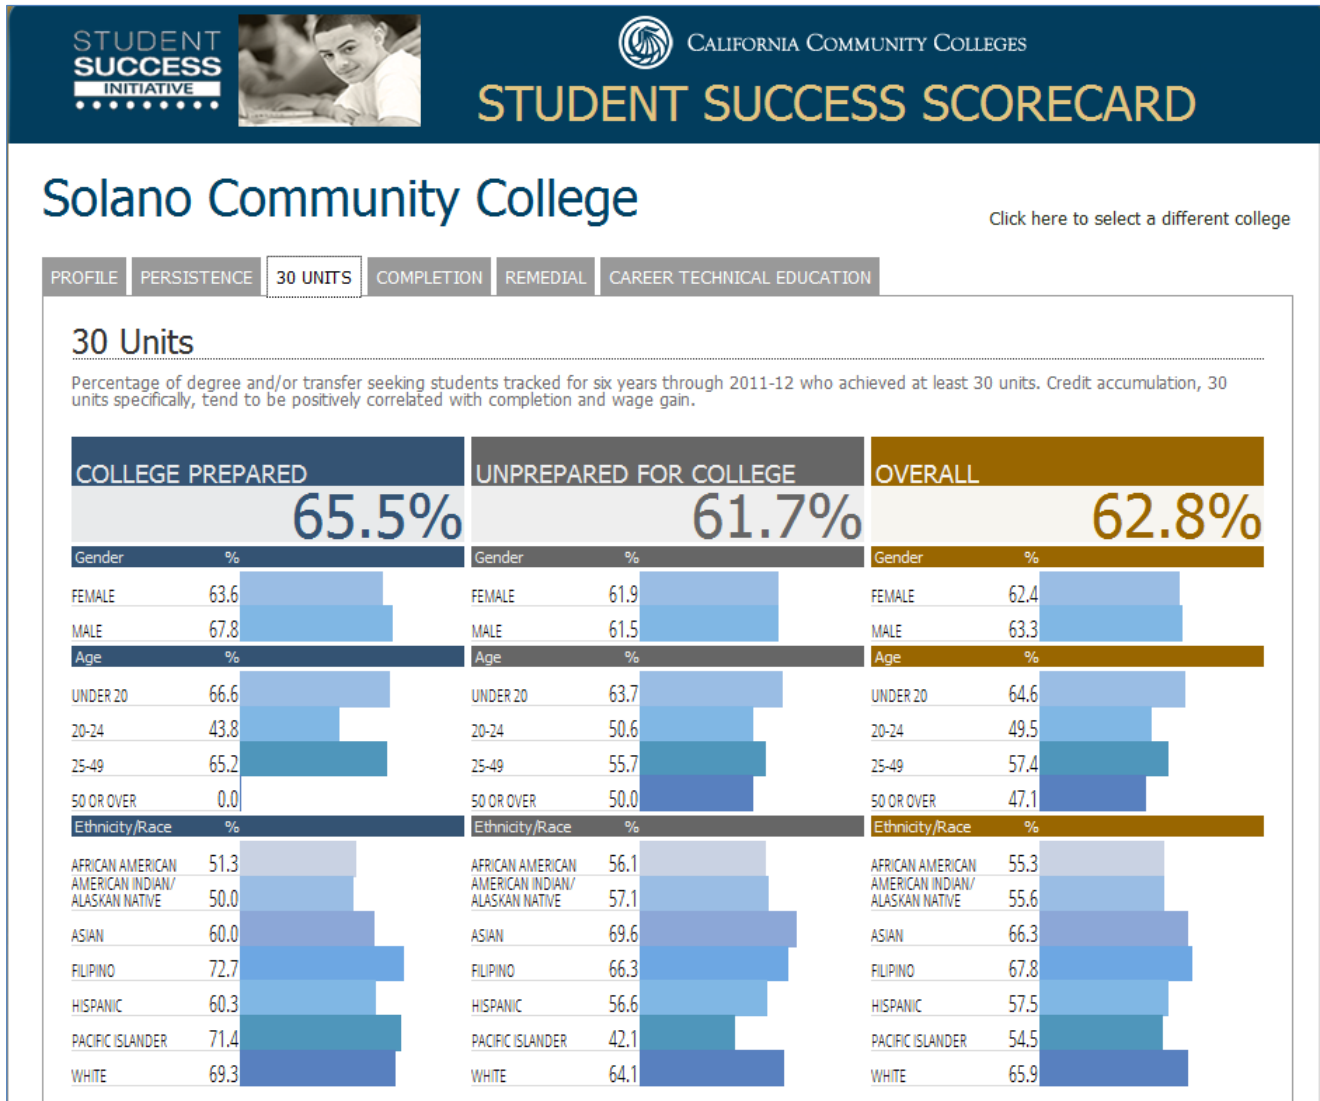 STUDENT
SUCCESS
INITIATIVE
CALIFORNIA COMMUNITY COLLEGES
STUDENT SUCCESS SCORECARD
Solano Community College
Click here to select a different college
PROFILE PERSISTENCE 30 UNITS COMPLETION REMEDIAL CAREER TECHNICAL EDUCATION
30 Units
Percentage of degree and/or transfer seeking students tracked for six years through 2011-12 who achieved at least 30 units. Credit accumulation, 30
units specifically, tend to be positively correlated with completion and wage gain.
COLLEGE PREPARED
65.5%
Gender %
FEMALE 63.6
MALE 67.8
Age %
UNDER 20 66.6
20-24 43.8
25-49 65.2
50 OR OVER 0.0
Ethnicity/Race %
AFRICAN AMERICAN 51.3
AMERICAN INDIAN/
ALASKAN NATIVE 50.0
ASIAN 60.0
FILIPINO 72.7
HISPANIC 60.3
PACIFIC ISLANDER 71.4
WHITE 69.3
UNPREPARED FOR COLLEGE
61.7%
Gender %
FEMALE 61.9
MALE 61.5
Age %
UNDER 20 63.7
20-24 50.6
25-49 55.7
50 OR OVER 50.0
Ethnicity/Race %
AFRICAN AMERICAN 56.1
AMERICAN INDIAN/
ALASKAN NATIVE 57.1
ASIAN 69.6
FILIPINO 66.3
HISPANIC 56.6
PACIFIC ISLANDER 42.1
WHITE 64.1
OVERALL
62.8%
Gender %
FEMALE 62.4
MALE 63.3
Age %
UNDER 20 64.6
20-24 49.5
25-49 57.4
50 OR OVER 47.1
Ethnicity/Race %
AFRICAN AMERICAN 55.3
AMERICAN INDIAN/
ALASKAN NATIVE 55.6
ASIAN 66.3
FILIPINO 67.8
HISPANIC 57.5
PACIFIC ISLANDER 54.5
WHITE 65.9